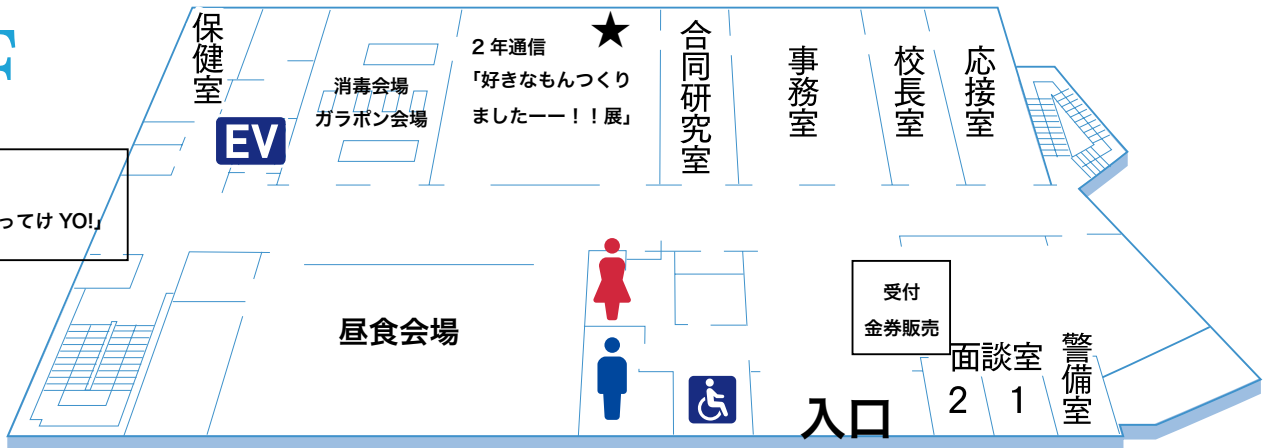 F
保健室
EV
消毒会場
ガラポン会場
2年通信
「好きなもんつくり
ましたーー！！展」
★
合同研究室
事務室
校長室
応接室
ってけ YO!」
昼食会場
受付
金券販売
面談室
2 1
警備室
入口